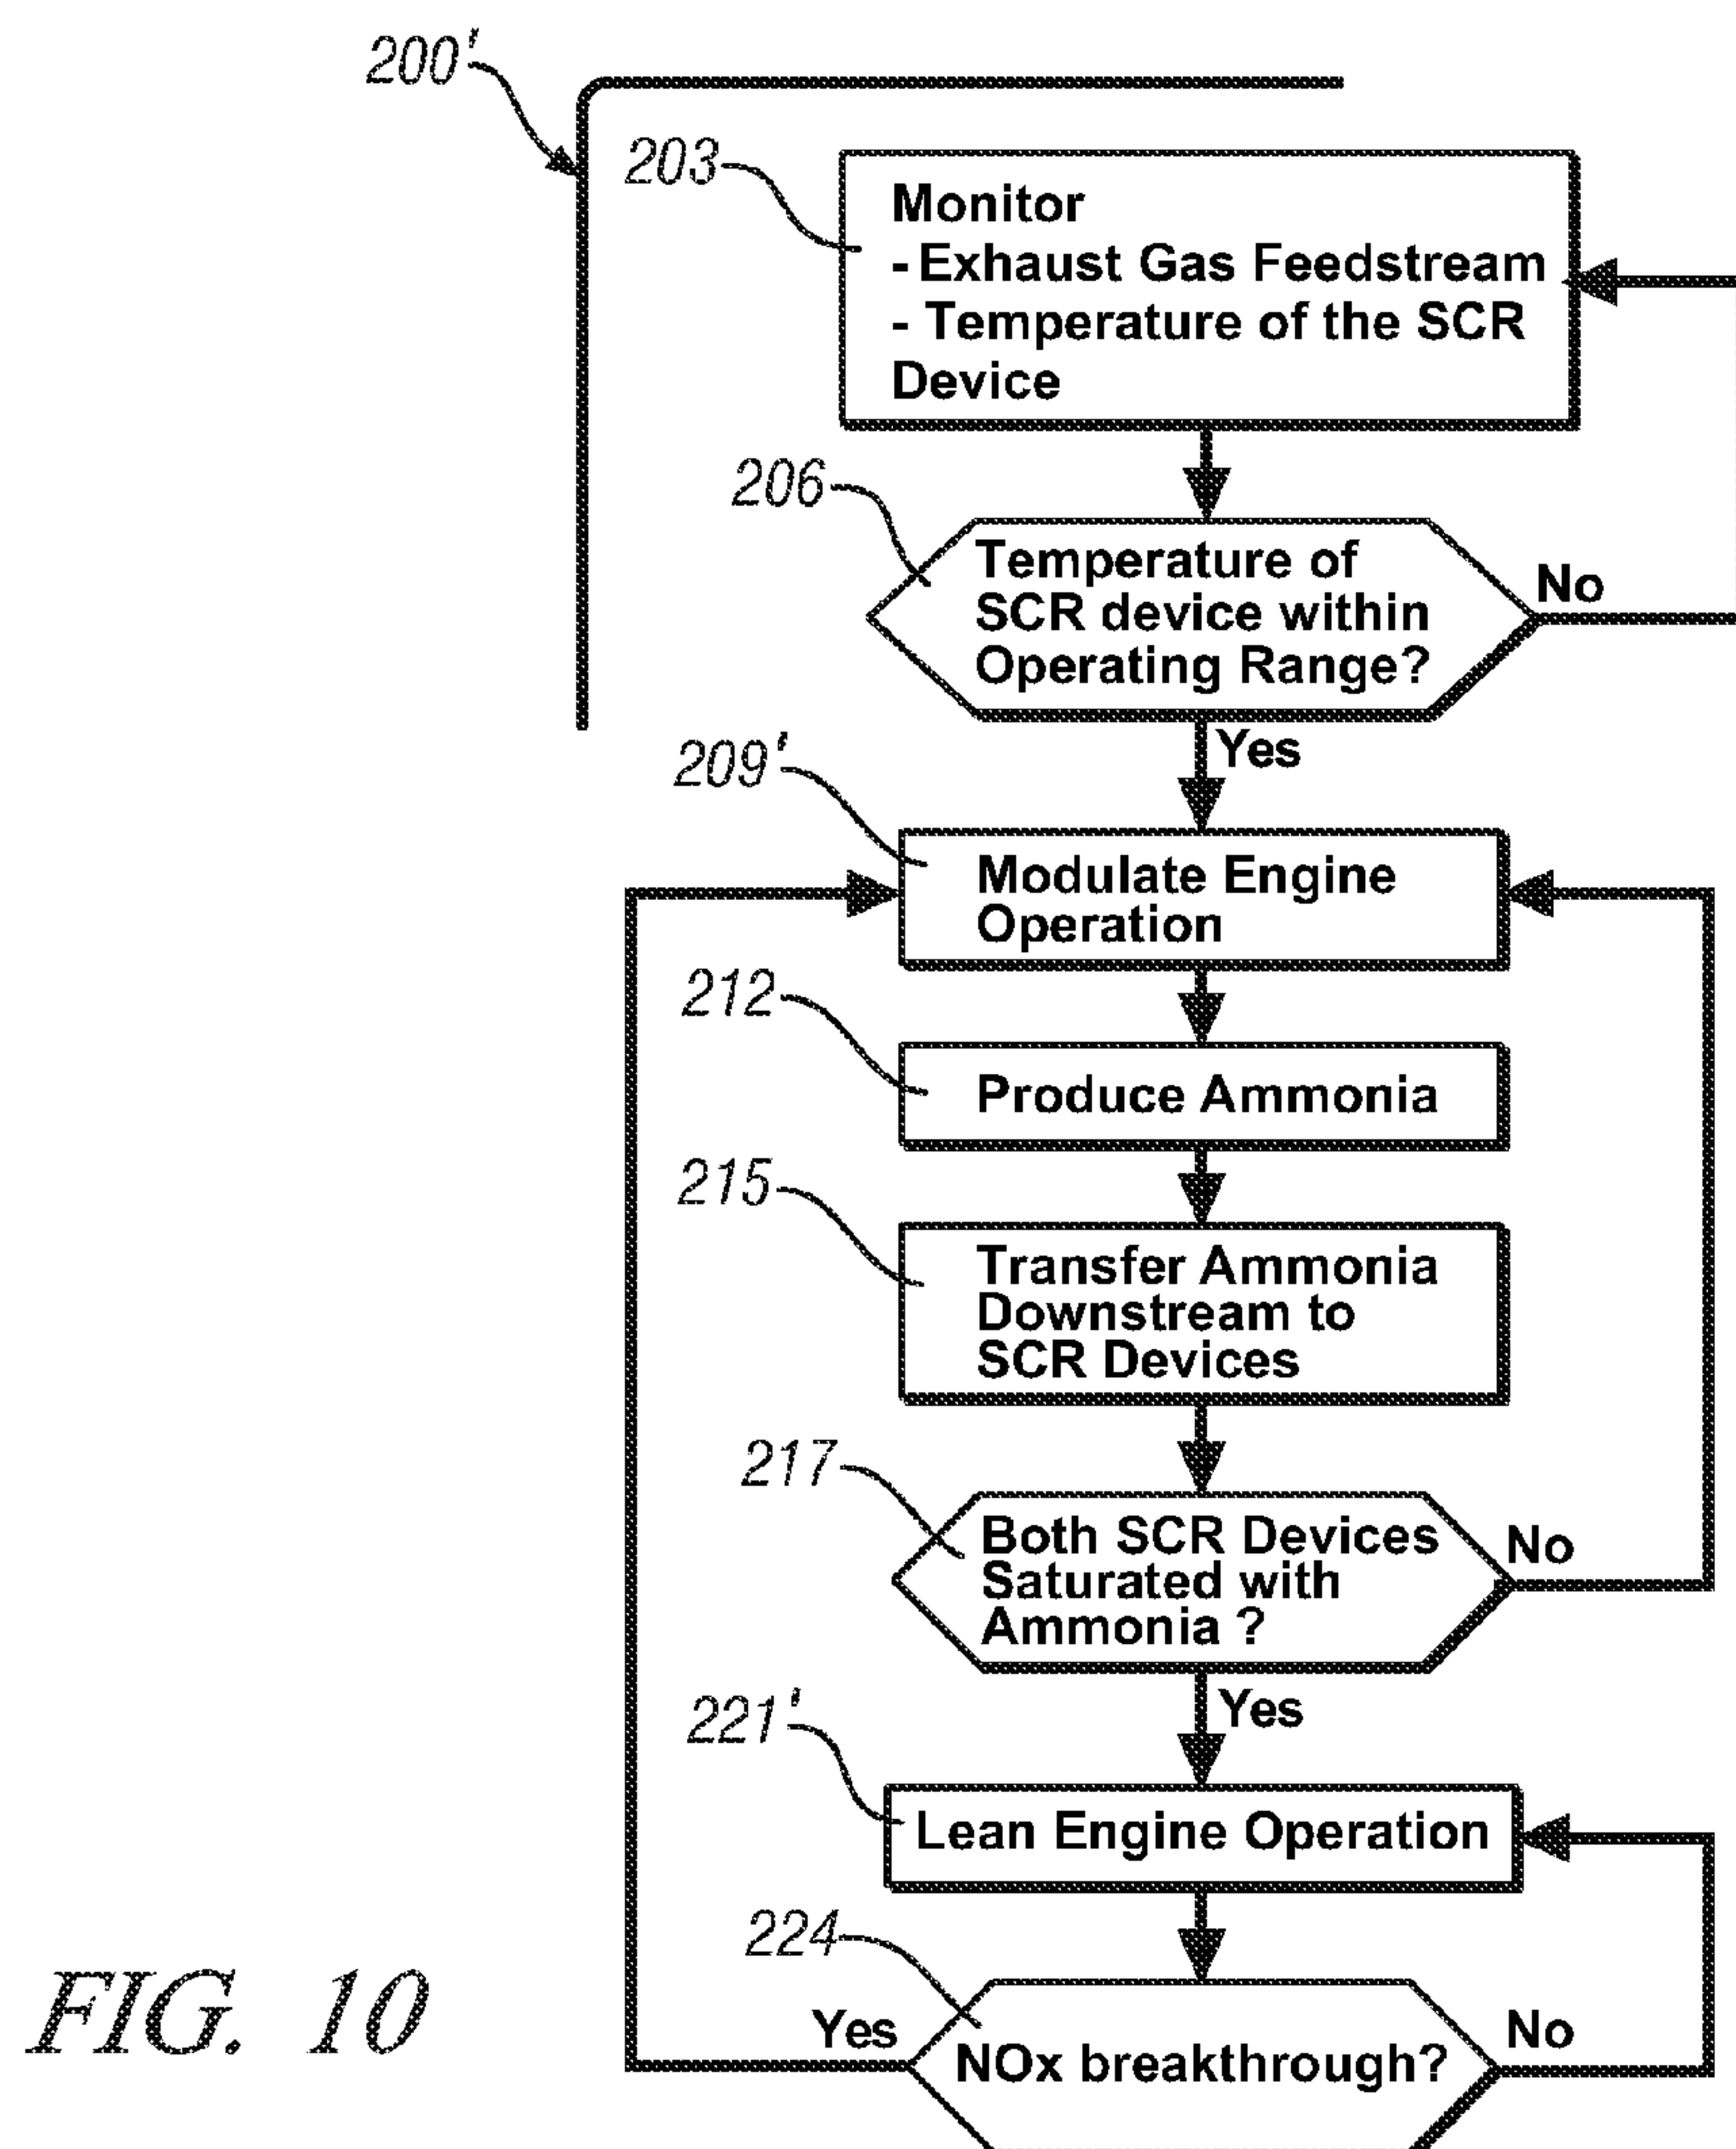 200'
203
Monitor
- Exhaust Gas Feedstream
- Temperature of the SCR
Device
206
Temperature of
SCR device within
Operating Range?
No
Yes
209'
Modulate Engine
Operation
212
Produce Ammonia
215
Transfer Ammonia
Downstream to
SCR Devices
217
Both SCR Devices
Saturated with
Ammonia ?
No
Yes
221'
Lean Engine Operation
224
Yes
NOx breakthrough?
No
FIG. 10